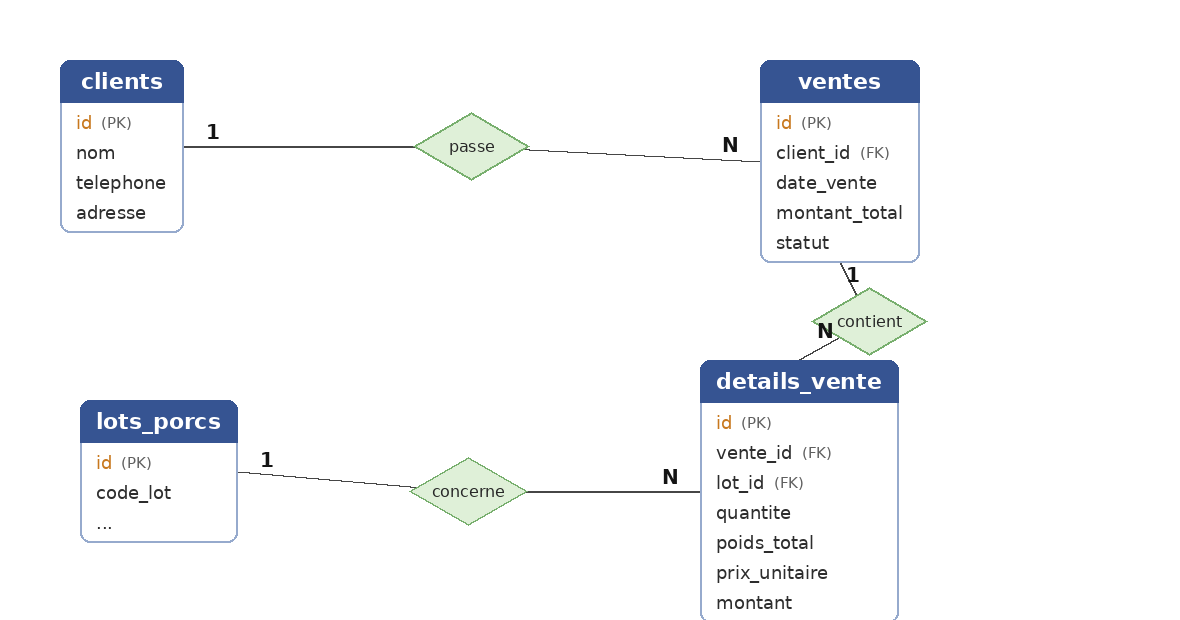 clients
id (PK)
nom
telephone
adresse
1
passe
N
ventes
id (PK)
client_id (FK)
date_vente
montant_total
statut
1
contient
N
lots_porcs
id (PK)
code_lot
...
1
concerne
N
details_vente
id (PK)
vente_id (FK)
lot_id (FK)
quantite
poids_total
prix_unitaire
montant